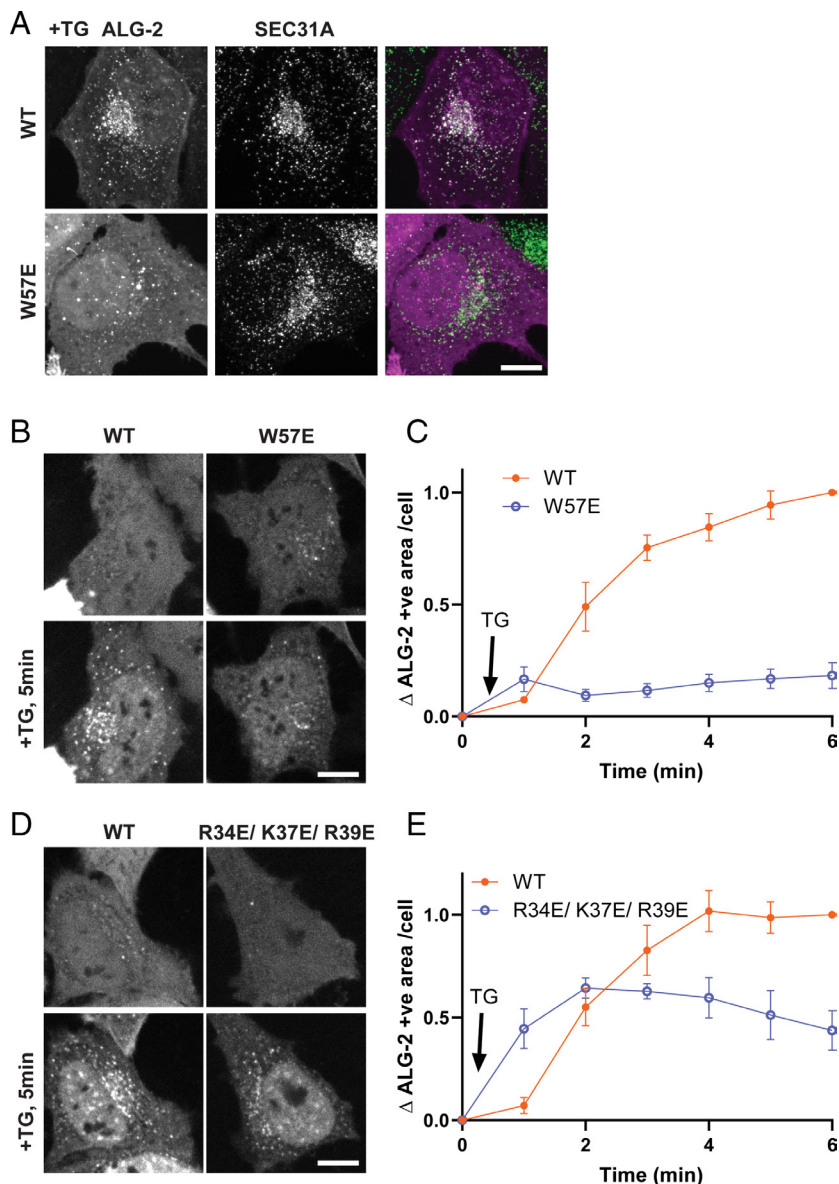 A
+TG ALG-2
SEC31A
WT
W57E
B
WT
W57E
+TG, 5min
C
WT
W57E
Δ ALG-2 +ve area /cell
1.0
0.5
0.0
TG
0
2
4
6
Time (min)
D
WT
R34E/ K37E/ R39E
+TG, 5min
E
WT
R34E/ K37E/ R39E
Δ ALG-2 +ve area /cell
1.0
0.5
0.0
TG
0
2
4
6
Time (min)